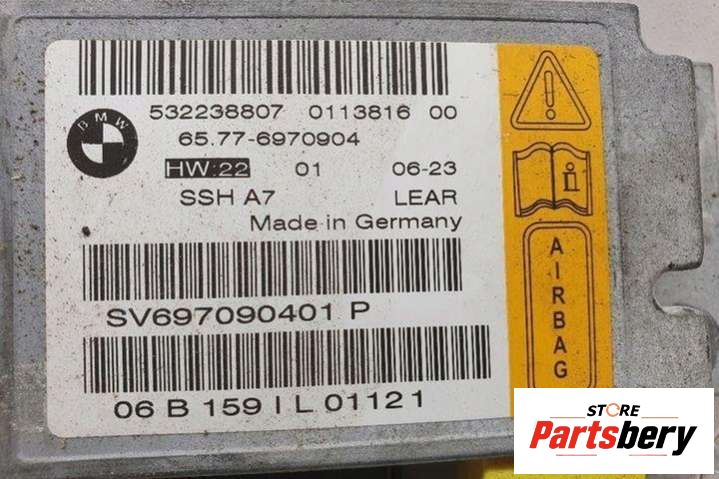 BMW
532238807 0113816 00
65.77-6970904
HW:22 01 06-23
SSH A7 LEAR
Made in Germany
SV697090401 P
06 B 159 I L 01121
i
AIRBAG
STORE
Partsbery